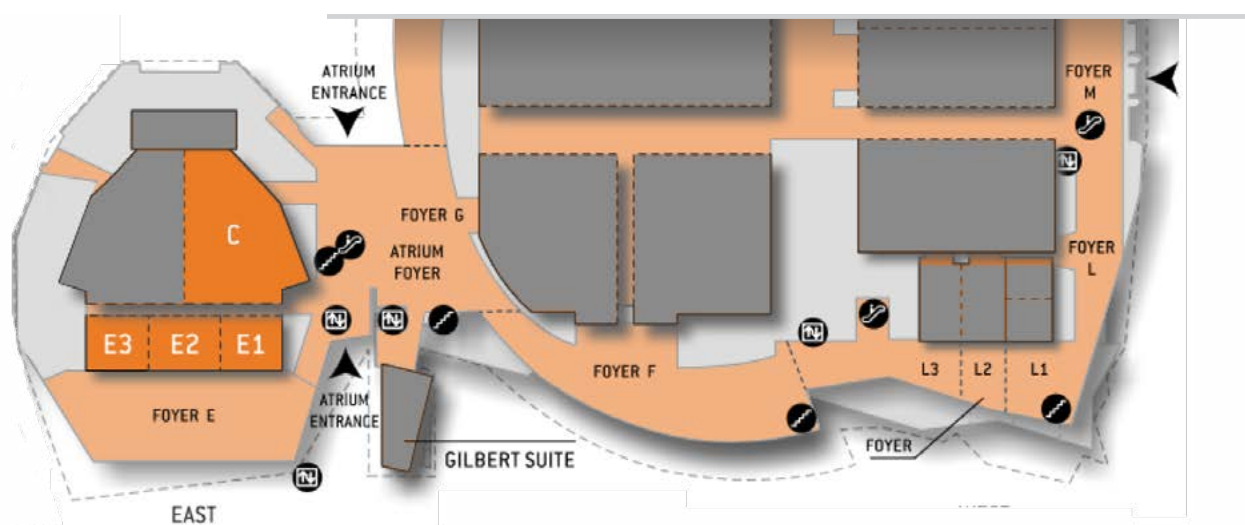 ATRIUM
ENTRANCE
FOYER
M
C
FOYER G
ATRIUM
FOYER
FOYER
L
E3 E2 E1
FOYER F
L3 L2 L1
FOYER E
ATRIUM
ENTRANCE
FOYER
GILBERT SUITE
EAST